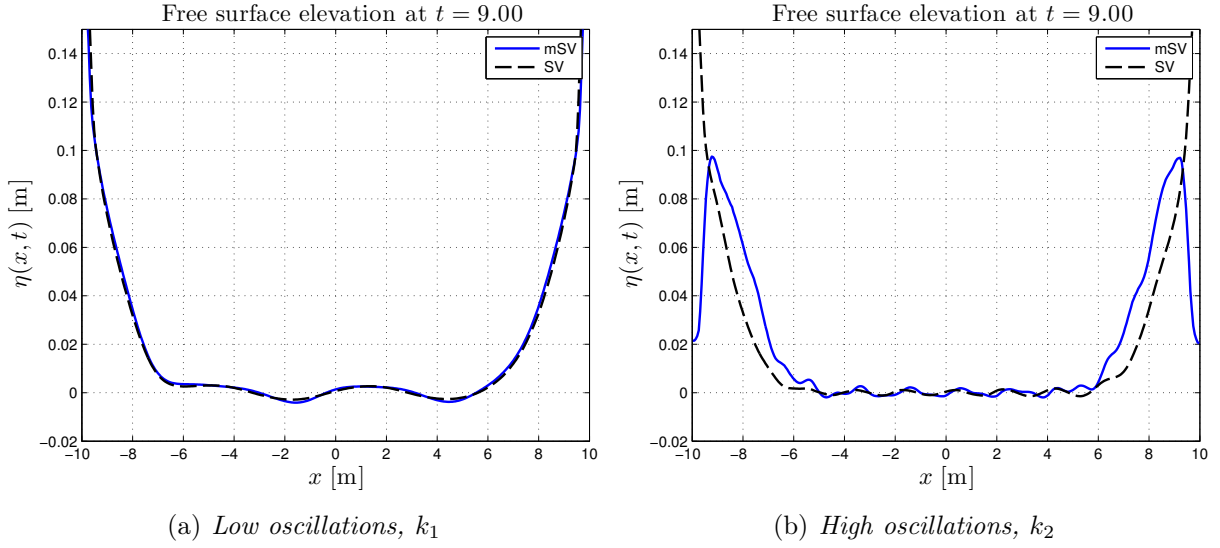 Free surface elevation at t = 9.00
mSV
SV
0.14
0.12
0.1
0.08
0.06
0.04
0.02
0
−0.02
η(x, t) [m]
−10 −8 −6 −4 −2 0 2 4 6 8 10
x [m]
(a) Low oscillations, k₁
Free surface elevation at t = 9.00
mSV
SV
0.14
0.12
0.1
0.08
0.06
0.04
0.02
0
−0.02
η(x, t) [m]
−10 −8 −6 −4 −2 0 2 4 6 8 10
x [m]
(b) High oscillations, k₂